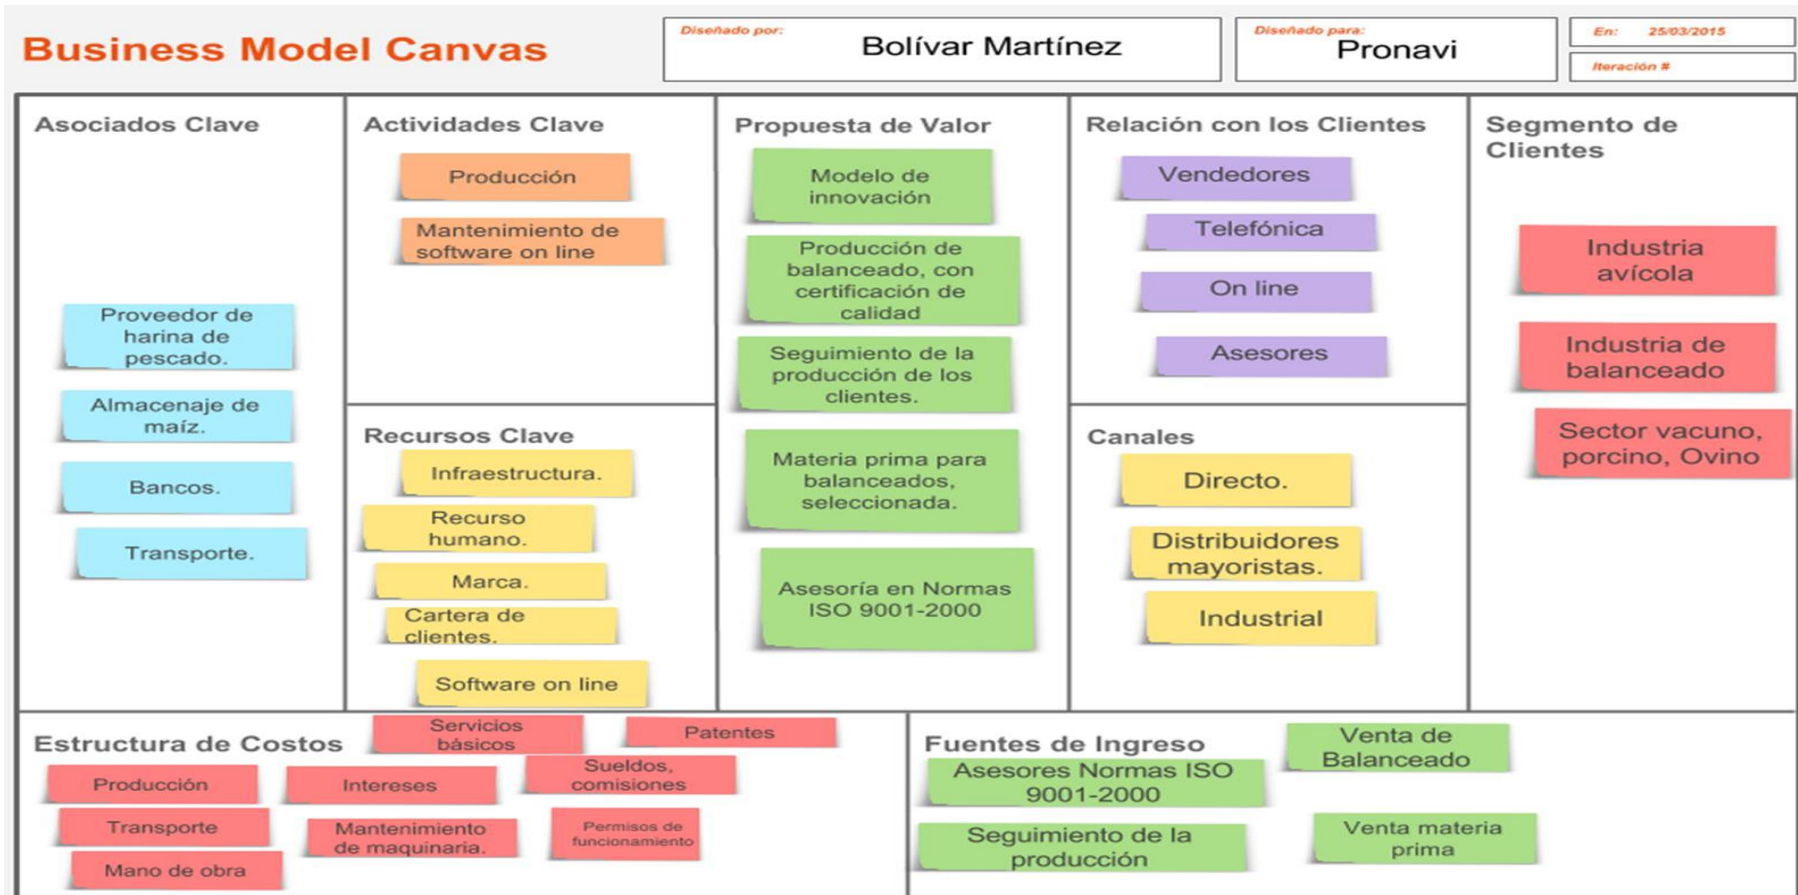 Business Model Canvas
Diseñado por:
Bolívar Martínez
Diseñado para:
Pronavi
En: 25/03/2015
Iteración #
Asociados Clave
Proveedor de
harina de
pescado.
Almacenaje de
maíz.
Bancos.
Transporte.
Actividades Clave
Producción
Mantenimiento de
software on line
Recursos Clave
Infraestructura.
Recurso
humano.
Marca.
Cartera de
clientes.
Software on line
Propuesta de Valor
Modelo de
innovación
Producción de
balanceado, con
certificación de
calidad
Seguimiento de la
producción de los
clientes.
Materia prima para
balanceados,
seleccionada.
Asesoría en Normas
ISO 9001-2000
Relación con los Clientes
Vendedores
Telefónica
On line
Asesores
Canales
Directo.
Distribuidores
mayoristas.
Industrial
Segmento de
Clientes
Industria
avícola
Industria de
balanceado
Sector vacuno,
porcino, Ovino
Estructura de Costos
Servicios
básicos
Patentes
Producción
Intereses
Sueldos,
comisiones
Transporte
Mantenimiento
de maquinaria.
Permisos de
funcionamiento
Mano de obra
Fuentes de Ingreso
Venta de
Balanceado
Asesores Normas ISO
9001-2000
Seguimiento de la
producción
Venta materia
prima